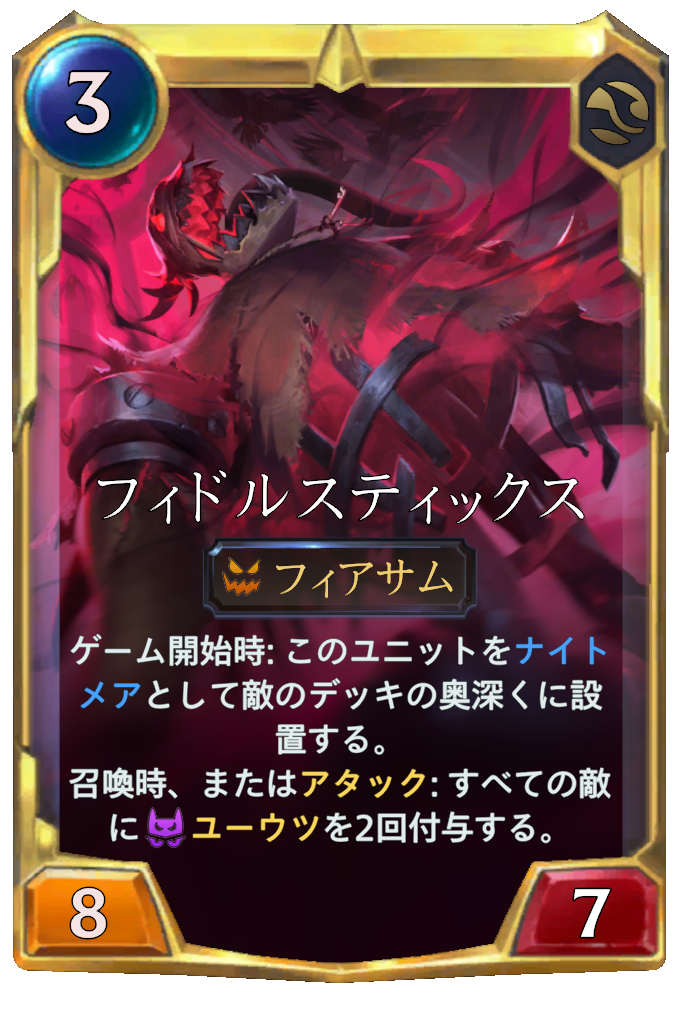 3
フィドルスティックス
フィアサム
ゲーム開始時: このユニットをナイト
メアとして敵のデッキの奥深くに設
置する。
召喚時、またはアタック: すべての敵
にユーウツを2回付与する。
8
7